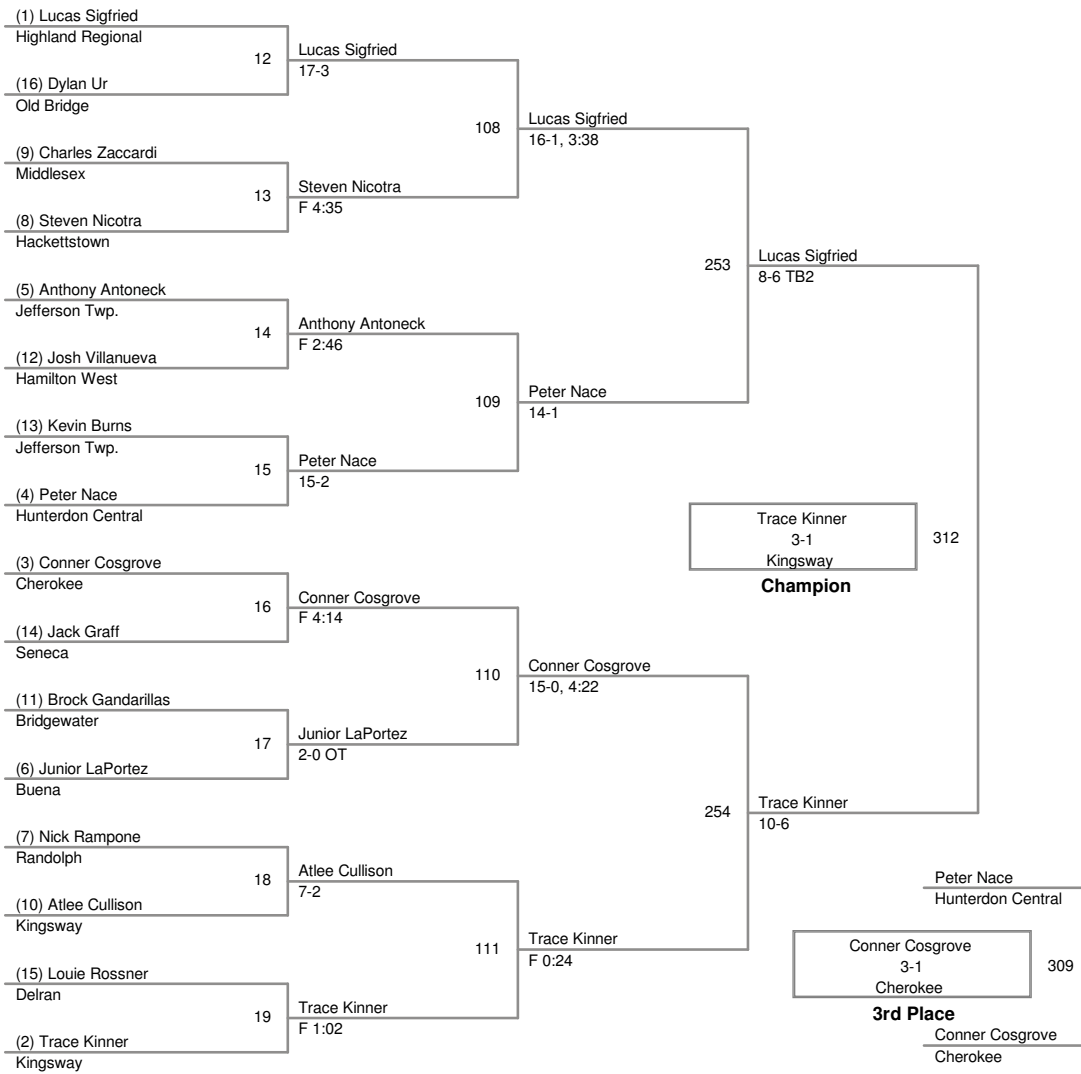 (1) Lucas Sigfried
Highland Regional
12
Lucas Sigfried
17-3
(16) Dylan Ur
Old Bridge
108
Lucas Sigfried
16-1, 3:38
(9) Charles Zaccardi
Middlesex
13
Steven Nicotra
F 4:35
(8) Steven Nicotra
Hackettstown
253
Lucas Sigfried
8-6 TB2
(5) Anthony Antoneck
Jefferson Twp.
14
Anthony Antoneck
F 2:46
(12) Josh Villanueva
Hamilton West
109
Peter Nace
14-1
(13) Kevin Burns
Jefferson Twp.
15
Peter Nace
15-2
(4) Peter Nace
Hunterdon Central
Trace Kinner
3-1
Kingsway
312
Champion
(3) Conner Cosgrove
Cherokee
16
Conner Cosgrove
F 4:14
(14) Jack Graff
Seneca
110
Conner Cosgrove
15-0, 4:22
(11) Brock Gandarillas
Bridgewater
17
Junior LaPortez
2-0 OT
(6) Junior LaPortez
Buena
254
Trace Kinner
10-6
(7) Nick Rampone
Randolph
18
Atlee Cullison
7-2
(10) Atlee Cullison
Kingsway
111
Trace Kinner
F 0:24
(15) Louie Rossner
Delran
19
Trace Kinner
F 1:02
(2) Trace Kinner
Kingsway
Peter Nace
Hunterdon Central
Conner Cosgrove
3-1
Cherokee
309
3rd Place
Conner Cosgrove
Cherokee